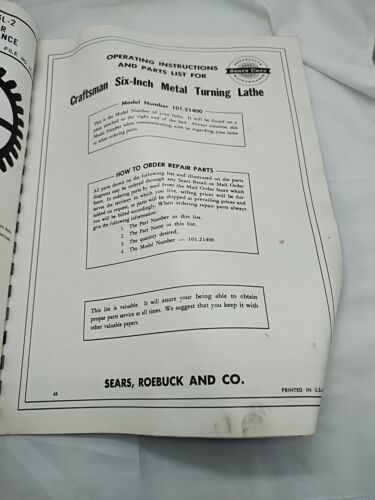 SL-2
R
NANCE
FILE NO.
OPERATING INSTRUCTIONS
AND PARTS LIST FOR
Sears Care
Craftsman Six-Inch Metal Turning Lathe
Model Number 101.21400
This is the Model Number of your lathe. It will be found on a
plate attached to the right end of the bed. Always mention this
Model Number when communicating with us regarding your lathe
or when ordering parts.
HOW TO ORDER REPAIR PARTS
All parts shown on the following list and illustrated on the parts
diagrams may be ordered through any Sears Retail or Mail Order
Store. In ordering parts by mail from the Mail Order Store which
serves the territory in which you live, selling prices will be fur-
nished on request, or parts will be shipped at prevailing prices and
you will be billed accordingly. When ordering repair parts always
give the following information:
1. The Part Number in this list.
2. The Part Name in this list.
3. The quantity desired.
4. The Model Number — 101.21400
This list is valuable. It will assure your being able to obtain
proper parts service at all times. We suggest that you keep it with
other valuable papers.
SEARS, ROEBUCK AND CO.
PRINTED IN U.S.